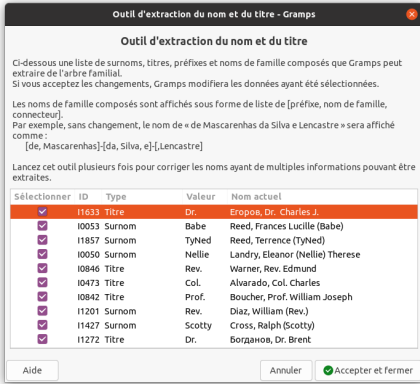 Outil d'extraction du nom et du titre - Gramps
Outil d'extraction du nom et du titre
Ci-dessous une liste de surnoms, titres, préfixes et noms de famille composés que Gramps peut
extraire de l'arbre familial.
Si vous acceptez les changements, Gramps modifiera les données ayant été sélectionnées.
Les noms de famille composés sont affichés sous forme de liste de [préfixe, nom de famille,
connecteur].
Par exemple, sans changement, le nom de « de Mascarenhas da Silva e Lencastre » sera affiché
comme :
[de, Mascarenhas]-[da, Silva, e]-[,Lencastre]
Lancez cet outil plusieurs fois pour corriger les noms ayant de multiples informations pouvant être
extraites.
Sélectionner ID Type Valeur Nom actuel
I1633 Titre Dr. Егоров, Dr. Charles J.
I0053 Surnom Babe Reed, Frances Lucille (Babe)
I1857 Surnom TyNed Reed, Terrence (TyNed)
I0050 Surnom Nellie Landry, Eleanor (Nellie) Therese
I0846 Titre Rev. Warner, Rev. Edmund
I0473 Titre Col. Alvarado, Col. Charles
I0842 Titre Prof. Boucher, Prof. William Joseph
I1201 Surnom Rev. Diaz, William (Rev.)
I1427 Surnom Scotty Cross, Ralph (Scotty)
I1272 Titre Dr. Богданов, Dr. Brent
Aide Annuler Accepter et fermer